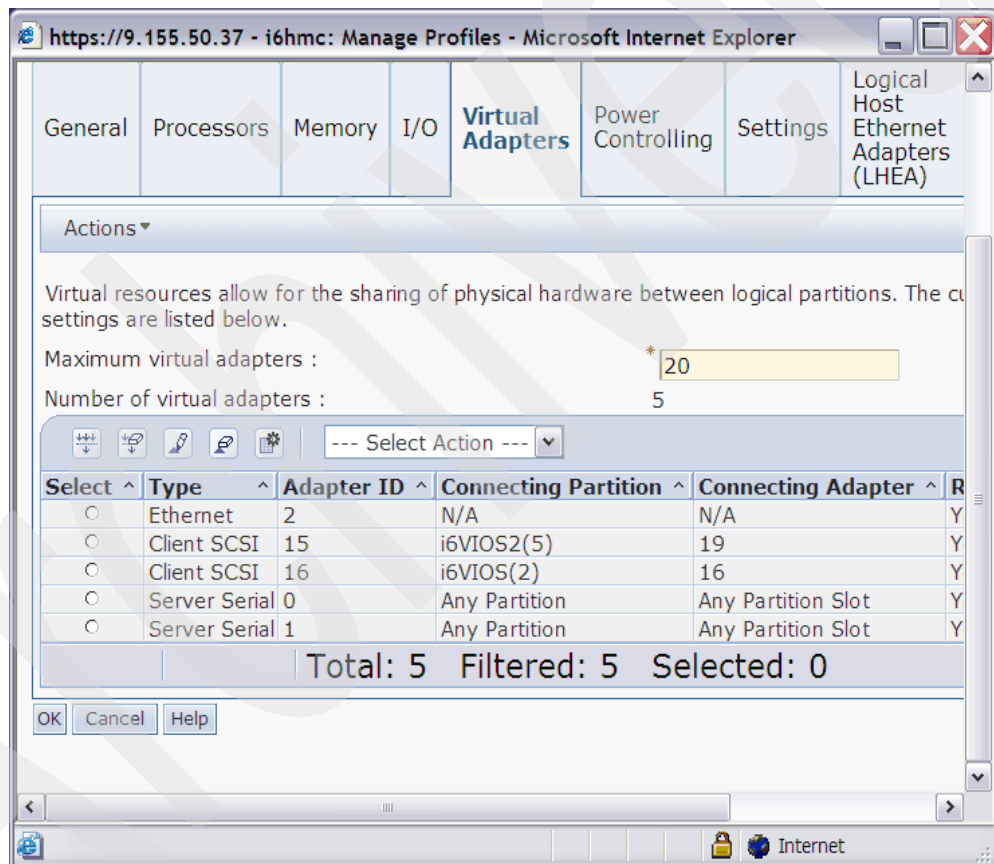 https://9.155.50.37 - i6hmc: Manage Profiles - Microsoft Internet Explorer
General Processors Memory I/O Virtual Adapters Power Controlling Settings Logical Host Ethernet Adapters (LHEA)
Actions
Virtual resources allow for the sharing of physical hardware between logical partitions. The cu
settings are listed below.
Maximum virtual adapters : * 20
Number of virtual adapters : 5
--- Select Action ---
Select ^ Type ^ Adapter ID ^ Connecting Partition ^ Connecting Adapter ^ R
Ethernet 2 N/A N/A Y
Client SCSI 15 i6VIOS2(5) 19 Y
Client SCSI 16 i6VIOS(2) 16 Y
Server Serial 0 Any Partition Any Partition Slot Y
Server Serial 1 Any Partition Any Partition Slot Y
Total: 5 Filtered: 5 Selected: 0
OK Cancel Help
Internet